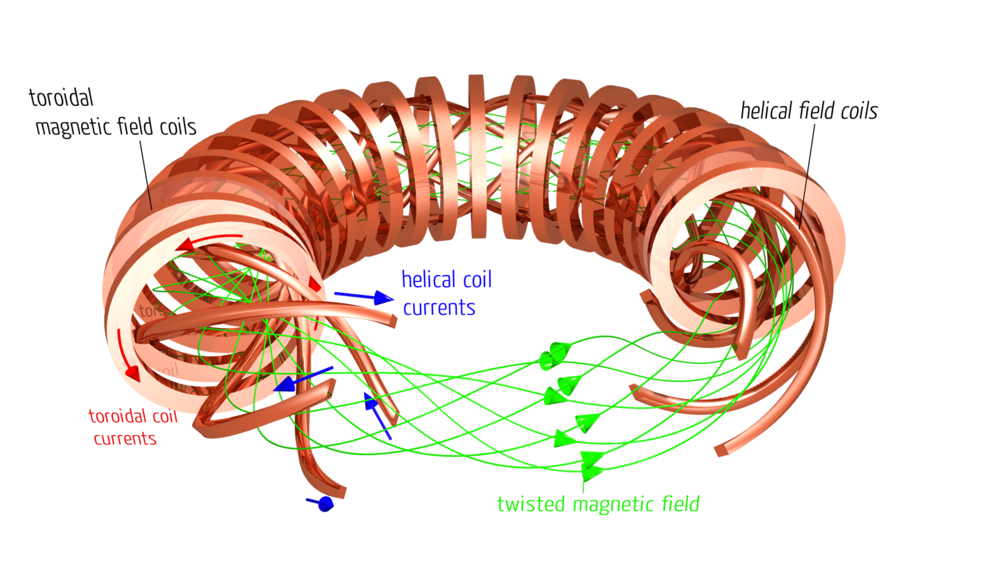 toroidal
magnetic field coils
helical field coils
helical coil
currents
toroidal coil
currents
twisted magnetic field